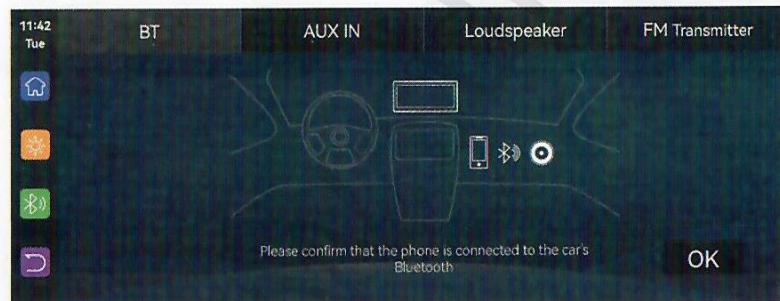 11:42
Tue
BT
AUX IN
Loudspeaker
FM Transmitter
Please confirm that the phone is connected to the car's
Bluetooth
OK